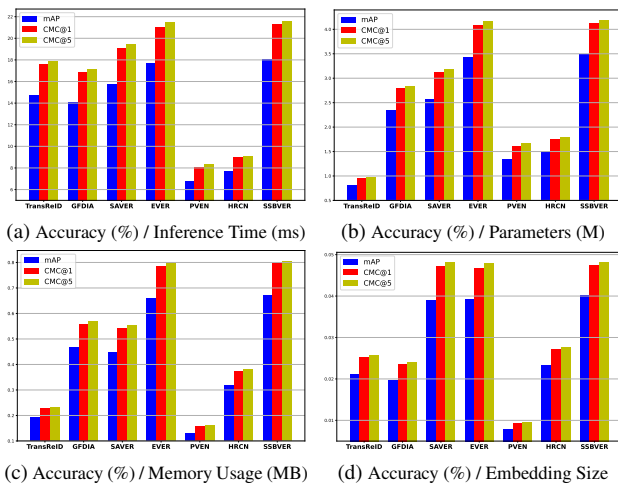 22
20
18
16
14
12
10
8
6
mAP
CMC@1
CMC@5
TransReID GFDIA SAVER EVER PVEN HRCN SSBVER
(a) Accuracy (%) / Inference Time (ms)
4.0
3.5
3.0
2.5
2.0
1.5
1.0
0.5
mAP
CMC@1
CMC@5
TransReID GFDIA SAVER EVER PVEN HRCN SSBVER
(b) Accuracy (%) / Parameters (M)
0.8
0.7
0.6
0.5
0.4
0.3
0.2
0.1
mAP
CMC@1
CMC@5
TransReID GFDIA SAVER EVER PVEN HRCN SSBVER
(c) Accuracy (%) / Memory Usage (MB)
0.05
0.04
0.03
0.02
0.01
mAP
CMC@1
CMC@5
TransReID GFDIA SAVER EVER PVEN HRCN SSBVER
(d) Accuracy (%) / Embedding Size